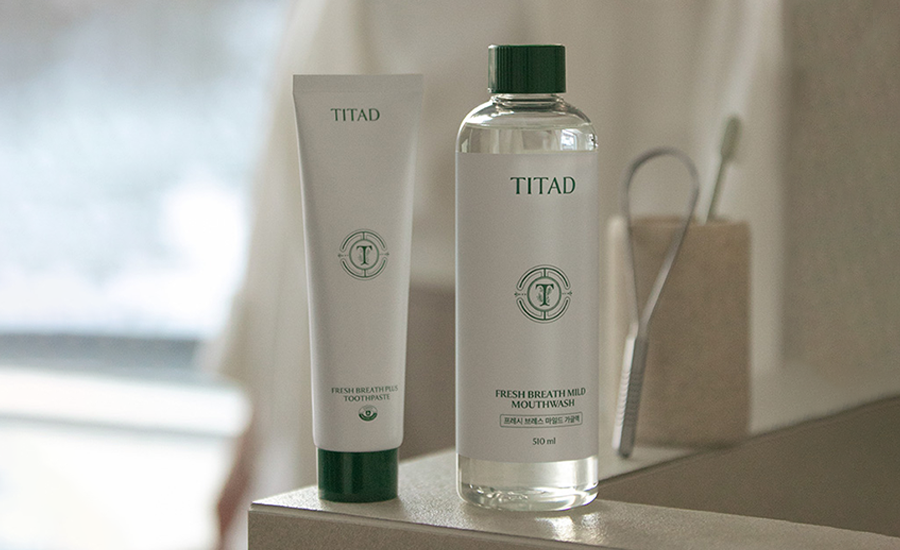 TITAD
T
FRESH BREATH PLUS
TOOTHPASTE
TITAD
T
FRESH BREATH MILD
MOUTHWASH
프레시 브레스 마일드 가글액
510 ml